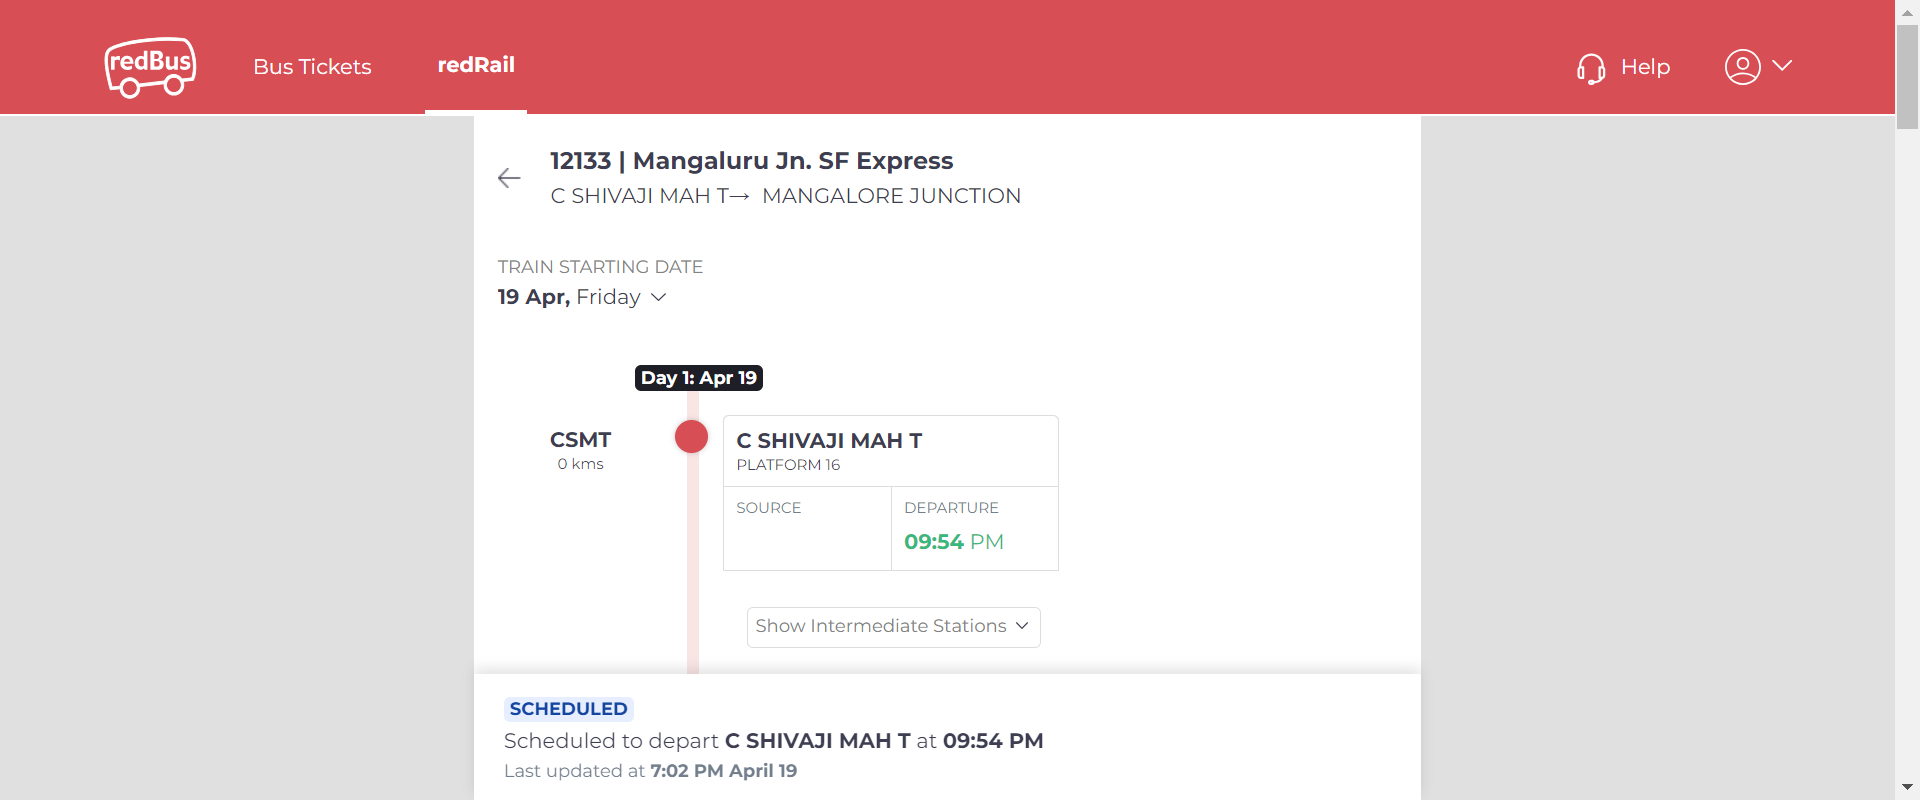 redBus
Bus Tickets
redRail
Help
12133 | Mangaluru Jn. SF Express
C SHIVAJI MAH T→ MANGALORE JUNCTION
TRAIN STARTING DATE
19 Apr, Friday
Day 1: Apr 19
CSMT
0 kms
C SHIVAJI MAH T
PLATFORM 16
SOURCE
DEPARTURE
09:54 PM
Show Intermediate Stations
SCHEDULED
Scheduled to depart C SHIVAJI MAH T at 09:54 PM
Last updated at 7:02 PM April 19